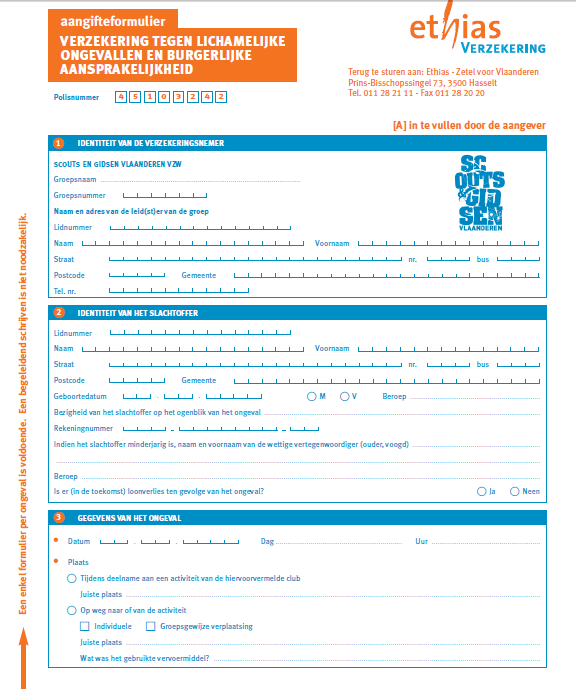 aangifteformulier
VERZEKERING TEGEN LICHAMELIJKE
ONGEVALLEN EN BURGERLIJKE
AANSPRAKELIJKHEID
ethias
VERZEKERING
Terug te sturen aan: Ethias - Zetel voor Vlaanderen
Prins-Bisschopssingel 73, 3500 Hasselt
Tel. 011 28 21 11 - Fax 011 28 20 20
Polisnummer 4 5 1 0 3 2 4 2
[A] in te vullen door de aangever
1 IDENTITEIT VAN DE VERZEKERINGSNEMER
SCOUTS EN GIDSEN VLAANDEREN VZW
SCOUTS & GIDSEN VLAANDEREN
Groepsnaam
Groepsnummer
Naam en adres van de leid(st)er van de groep
Lidnummer
Naam Voornaam
Straat nr. bus
Postcode Gemeente
Tel. nr.
2 IDENTITEIT VAN HET SLACHTOFFER
Lidnummer
Naam Voornaam
Straat nr. bus
Postcode Gemeente
Geboortedatum . . M V Beroep
Bezigheid van het slachtoffer op het ogenblik van het ongeval
Rekeningnummer - -
Indien het slachtoffer minderjarig is, naam en voornaam van de wettige vertegenwoordiger (ouder, voogd)
Beroep
Is er (in de toekomst) loonverlies ten gevolge van het ongeval? Ja Neen
3 GEGEVENS VAN HET ONGEVAL
• Datum . . Dag Uur
• Plaats
Tijdens deelname aan een activiteit van de hiervoorvermelde club
Juiste plaats
Op weg naar of van de activiteit
Individuele Groepsgewijze verplaatsing
Juiste plaats
Wat was het gebruikte vervoermiddel?
Een enkel formulier per ongeval is voldoende. Een begeleidend schrijven is niet noodzakelijk.